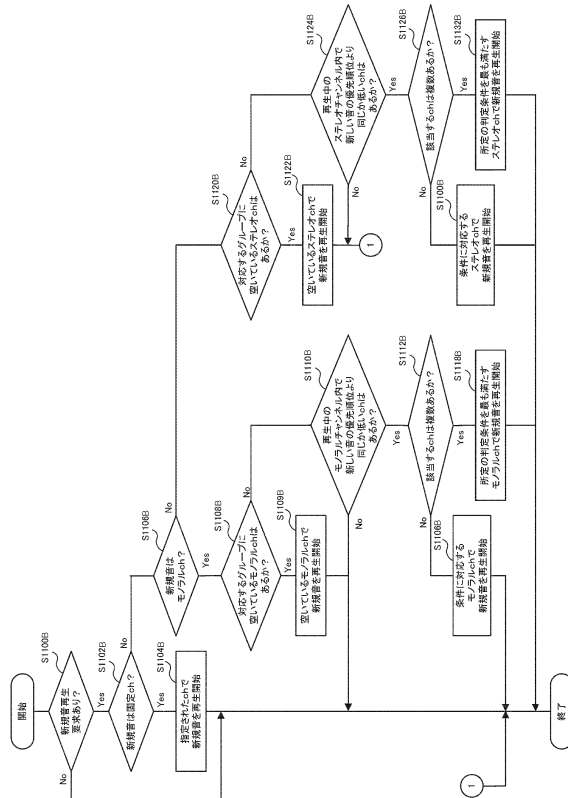 開始
S1100B
新規音再生
要求あり？
No
Yes
S1102B
新規音は固定ch？
No
Yes
S1104B
指定されたchで
新規音を再生開始
S1106B
新規音は
モノラルch？
No
Yes
S1108B
対応するグループに
空いているモノラルchは
あるか？
No
Yes
S1109B
空いているモノラルchで
新規音を再生開始
S1110B
再生中の
モノラルチャンネル内で
新しい音の優先順位より
同じか低いchは
あるか？
No
Yes
S1112B
該当するchは複数あるか？
No
Yes
S1106B
条件に対応する
モノラルchで
新規音を再生開始
S1118B
所定の判定条件を最も満たす
モノラルchで新規音を再生開始
S1120B
対応するグループに
空いているステレオchは
あるか？
No
Yes
S1122B
空いているステレオchで
新規音を再生開始
1
S1124B
再生中の
ステレオチャンネル内で
新しい音の優先順位より
同じか低いchは
あるか？
No
Yes
S1126B
該当するchは複数あるか？
No
Yes
S1100B
条件に対応する
ステレオchで
新規音を再生開始
S1132B
所定の判定条件を最も満たす
ステレオchで新規音を再生開始
1
終了